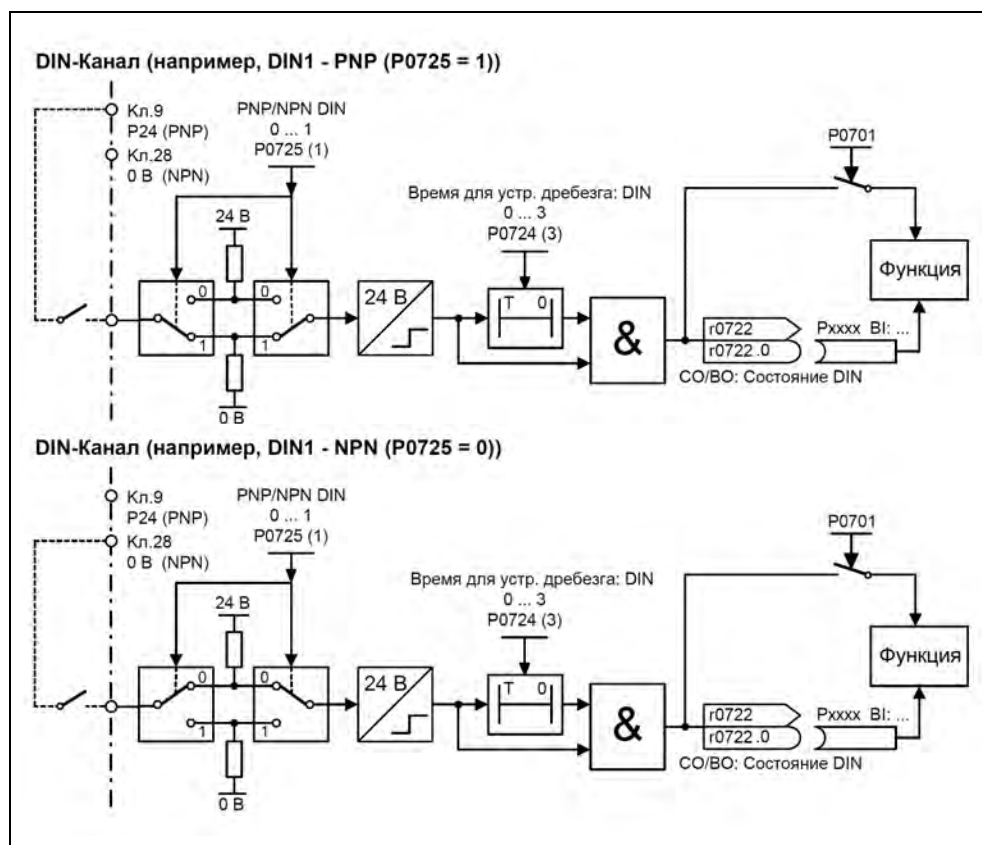 DIN-Канал (например, DIN1 - PNP (P0725 = 1))
Кл.9
P24 (PNP)
Кл.28
0 В (NPN)
PNP/NPN DIN
0 ... 1
P0725 (1)
24 В
0
0
1
1
0 В
24 В
Время для устр. дребезга: DIN
0 ... 3
P0724 (3)
T 0
&
P0701
Функция
r0722
r0722.0
Pxxxx BI: ...
CO/BO: Состояние DIN
DIN-Канал (например, DIN1 - NPN (P0725 = 0))
Кл.9
P24 (PNP)
Кл.28
0 В (NPN)
PNP/NPN DIN
0 ... 1
P0725 (1)
24 В
0
0
1
1
0 В
24 В
Время для устр. дребезга: DIN
0 ... 3
P0724 (3)
T 0
&
P0701
Функция
r0722
r0722.0
Pxxxx BI: ...
CO/BO: Состояние DIN